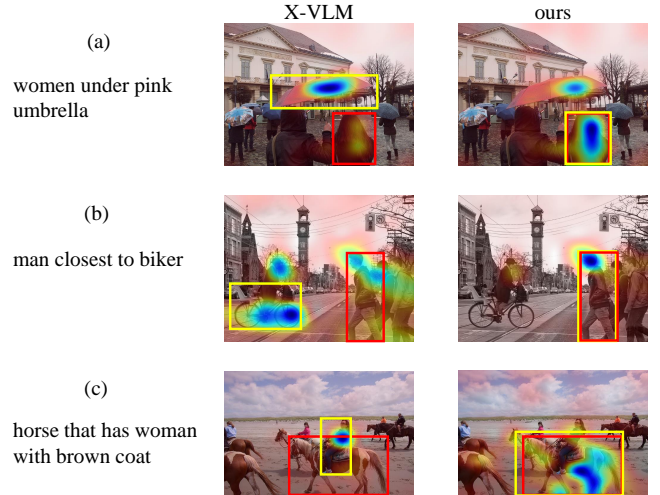 X-VLM ours
(a)
women under pink
umbrella
(b)
man closest to biker
(c)
horse that has woman
with brown coat